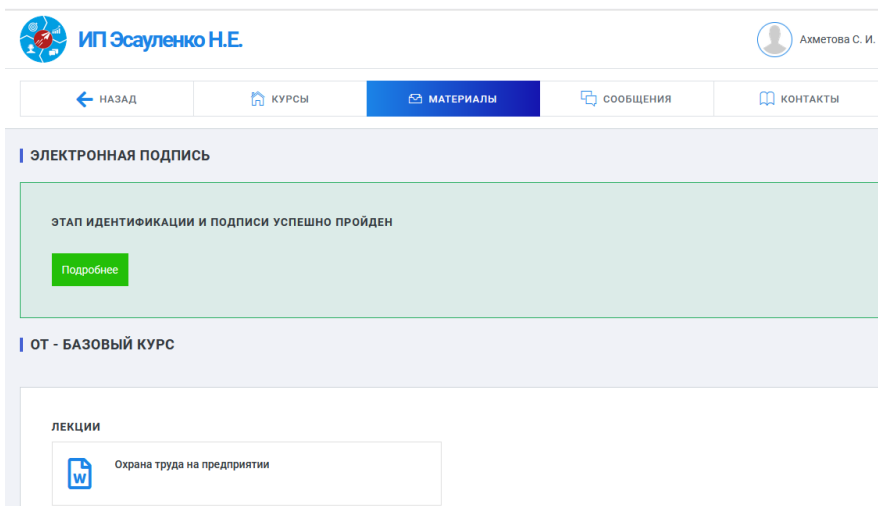 ИП Эсауленко Н.Е.
Ахметова С. И.
НАЗАД
КУРСЫ
МАТЕРИАЛЫ
СООБЩЕНИЯ
КОНТАКТЫ
ЭЛЕКТРОННАЯ ПОДПИСЬ
ЭТАП ИДЕНТИФИКАЦИИ И ПОДПИСИ УСПЕШНО ПРОЙДЕН
Подробнее
ОТ - БАЗОВЫЙ КУРС
ЛЕКЦИИ
W
Охрана труда на предприятии